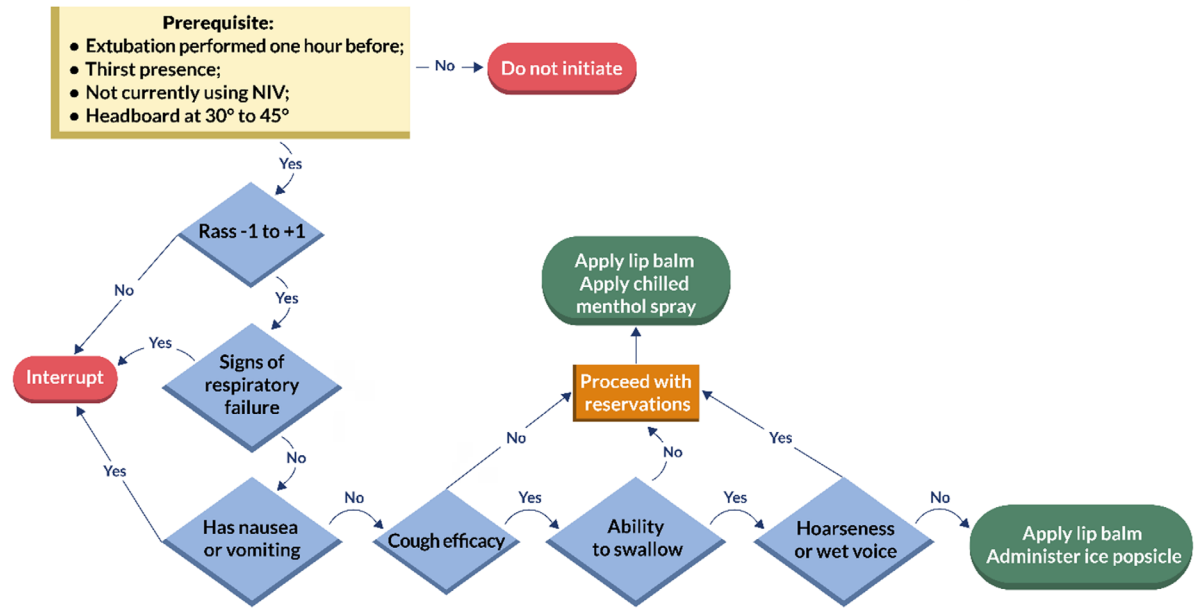 Prerequisite:
● Extubation performed one hour before;
● Thirst presence;
● Not currently using NIV;
● Headboard at 30° to 45°
No
Do not initiate
Yes
Rass -1 to +1
No
Yes
Apply lip balm
Apply chilled
menthol spray
Yes
Interrupt
Signs of
respiratory
failure
Proceed with
reservations
No
No
No
Yes
Yes
No
Has nausea
or vomiting
Cough efficacy
Yes
Ability
to swallow
Yes
Hoarseness
or wet voice
No
Apply lip balm
Administer ice popsicle